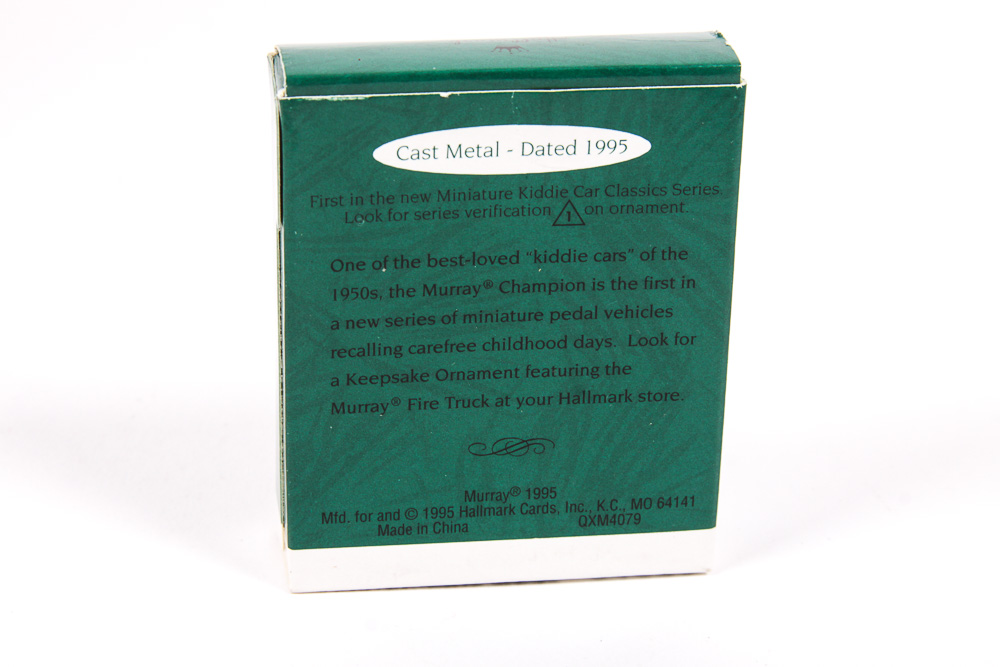 Cast Metal - Dated 1995
First in the new Miniature Kiddie Car Classics Series.
Look for series verification 1 on ornament.
One of the best-loved "kiddie cars" of the
1950s, the Murray® Champion is the first in
a new series of miniature pedal vehicles
recalling carefree childhood days. Look for
a Keepsake Ornament featuring the
Murray® Fire Truck at your Hallmark store.
Murray® 1995
Mfd. for and © 1995 Hallmark Cards, Inc., K.C., MO 64141
Made in China QXM4079